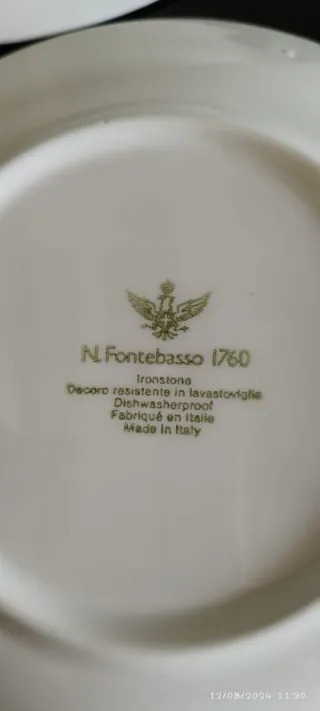 N. Fontebasso 1760
Ironstone
Decoro resistente in lavastoviglie
Dishwasherproof
Fabriqué en Italie
Made in Italy
12/08/2024 11:30